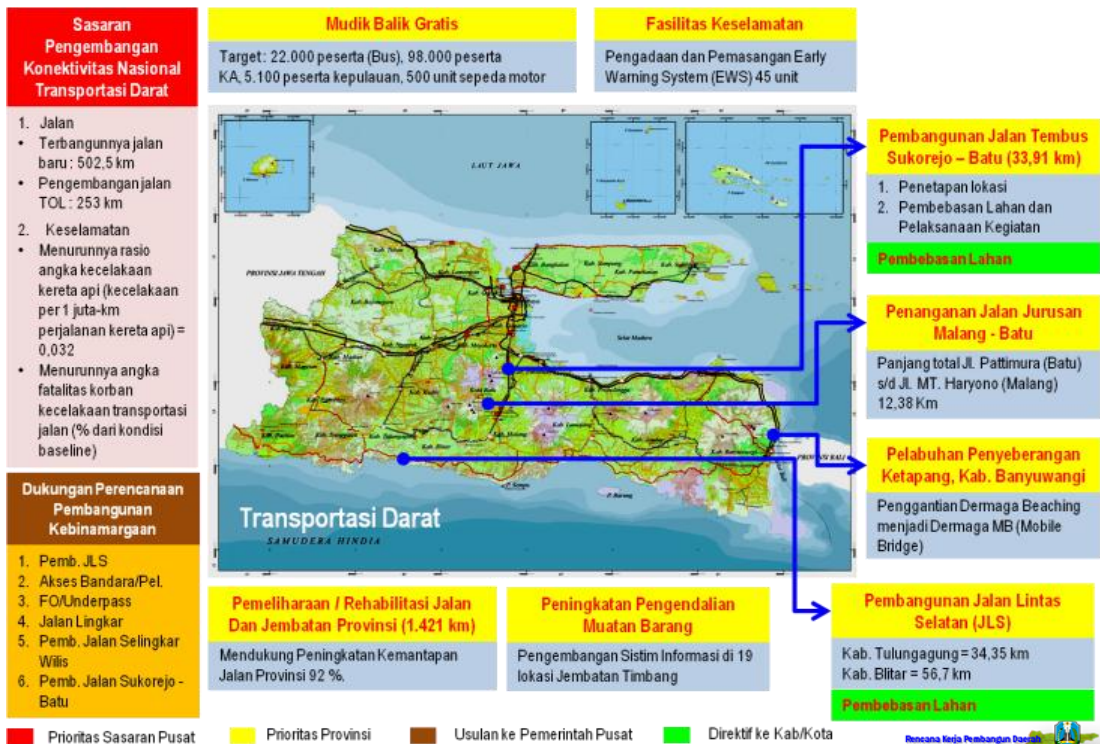 Sasaran
Pengembangan
Konektivitas Nasional
Transportasi Darat
1. Jalan
• Terbangunnya jalan
baru : 502,5 km
• Pengembangan jalan
TOL : 253 km
2. Keselamatan
• Menurunnya rasio
angka kecelakaan
kereta api (kecelakaan
per 1 juta-km
perjalanan kereta api) =
0,032
• Menurunnya angka
fatalitas korban
kecelakaan transportasi
jalan (% dari kondisi
baseline)
Dukungan Perencanaan
Pembangunan
Kebinamargaan
1. Pemb. JLS
2. Akses Bandara/Pel.
3. FO/Underpass
4. Jalan Lingkar
5. Pemb. Jalan Selingkar
Wilis
6. Pemb. Jalan Sukorejo -
Batu
Mudik Balik Gratis
Target : 22.000 peserta (Bus), 98.000 peserta
KA, 5.100 peserta kepulauan, 500 unit sepeda motor
Fasilitas Keselamatan
Pengadaan dan Pemasangan Early
Warning System (EWS) 45 unit
LAUT JAWA
PROVINSI JAWA TENGAH
Selat Madura
PROVINSI BALI
P. Sempu
P. Barung
Transportasi Darat
SAMUDERA HINDIA
Pembangunan Jalan Tembus
Sukorejo – Batu (33,91 km)
1. Penetapan lokasi
2. Pembebasan Lahan dan
Pelaksanaan Kegiatan
Pembebasan Lahan
Penanganan Jalan Jurusan
Malang - Batu
Panjang total Jl. Pattimura (Batu)
s/d Jl. MT. Haryono (Malang)
12,38 Km
Pelabuhan Penyeberangan
Ketapang, Kab. Banyuwangi
Penggantian Dermaga Beaching
menjadi Dermaga MB (Mobile
Bridge)
Pemeliharaan / Rehabilitasi Jalan
Dan Jembatan Provinsi (1.421 km)
Mendukung Peningkatan Kemantapan
Jalan Provinsi 92 %.
Peningkatan Pengendalian
Muatan Barang
Pengembangan Sistim Informasi di 19
lokasi Jembatan Timbang
Pembangunan Jalan Lintas
Selatan (JLS)
Kab. Tulungagung = 34,35 km
Kab. Blitar = 56,7 km
Pembebasan Lahan
Prioritas Sasaran Pusat
Prioritas Provinsi
Usulan ke Pemerintah Pusat
Direktif ke Kab/Kota
Rencana Kerja Pembangun Daerah